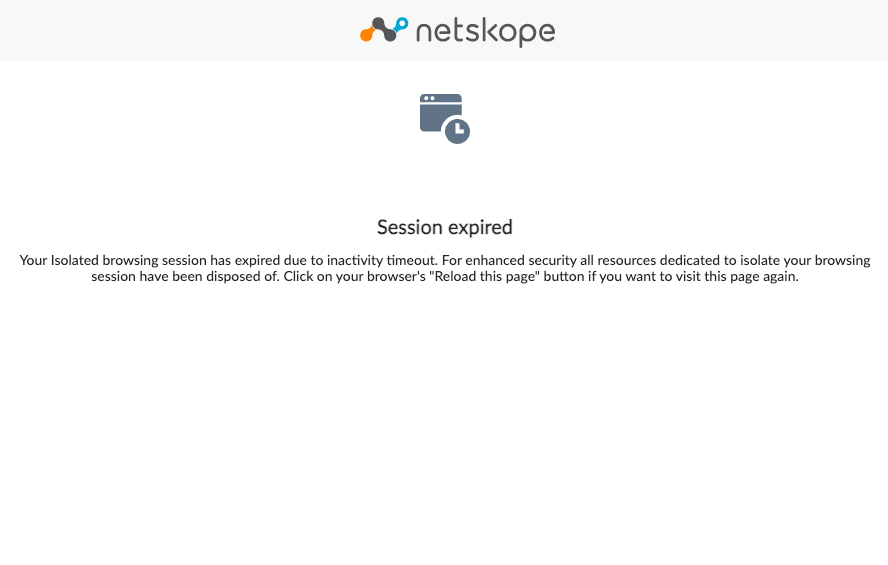 netskope
Session expired
Your Isolated browsing session has expired due to inactivity timeout. For enhanced security all resources dedicated to isolate your browsing
session have been disposed of. Click on your browser's "Reload this page" button if you want to visit this page again.